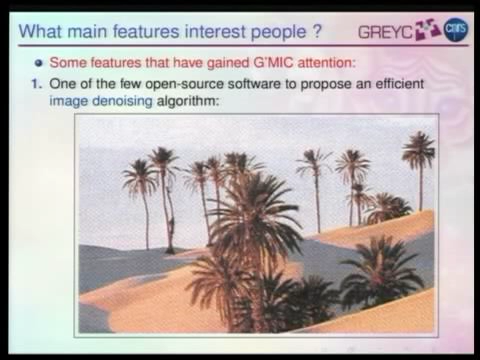 What main features interest people ?
GREYC
cnrs
Some features that have gained G'MIC attention:
1. One of the few open-source software to propose an efficient
image denoising algorithm: